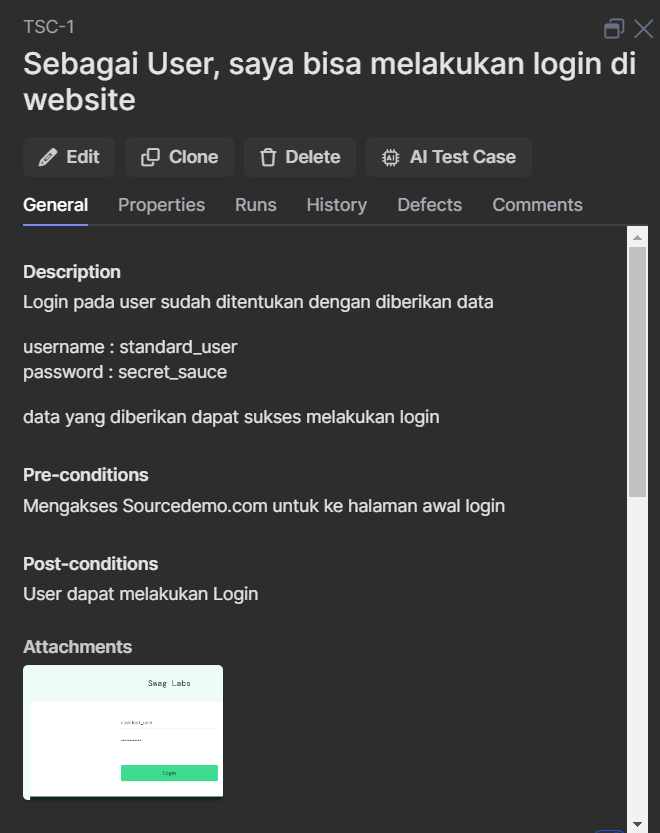 TSC-1
Sebagai User, saya bisa melakukan login di
website
Edit Clone Delete AI AI Test Case
General Properties Runs History Defects Comments
Description
Login pada user sudah ditentukan dengan diberikan data
username : standard_user
password : secret_sauce
data yang diberikan dapat sukses melakukan login
Pre-conditions
Mengakses Sourcedemo.com untuk ke halaman awal login
Post-conditions
User dapat melakukan Login
Attachments
Swag Labs
standard_user
Login